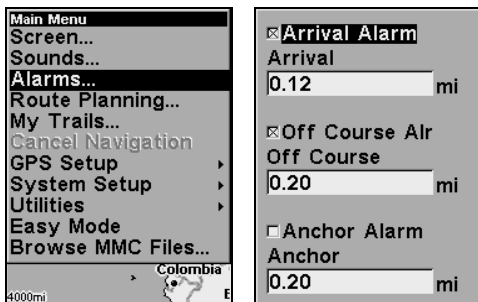 Main Menu
Screen...
Sounds...
Alarms...
Route Planning...
My Trails...
Cancel Navigation
GPS Setup
System Setup
Utilities
Easy Mode
Browse MMC Files...
Colombia
4000mi
E
Arrival Alarm
Arrival
0.12 mi
Off Course Alr
Off Course
0.20 mi
Anchor Alarm
Anchor
0.20 mi